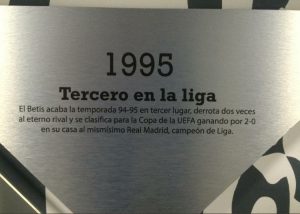 1995
Tercero en la liga
El Betis acaba la temporada 94-95 en tercer lugar, derrota dos veces
al eterno rival y se clasifica para la Copa de la UEFA ganando por 2-0
en su casa al mismísimo Real Madrid, campeón de Liga.